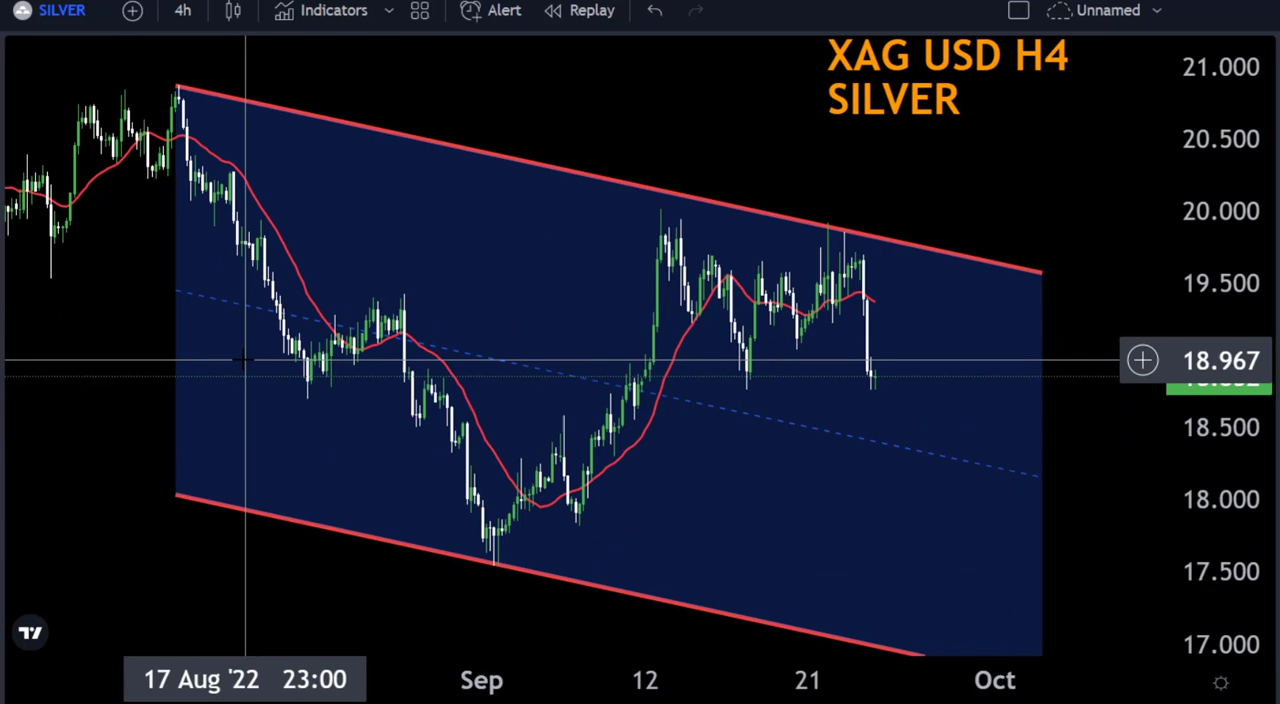 SILVER
4h
Indicators
Alert
Replay
Unnamed
XAG USD H4
SILVER
21.000
20.500
20.000
19.500
18.967
18.500
18.000
17.500
17.000
17 Aug '22 23:00
Sep
12
21
Oct